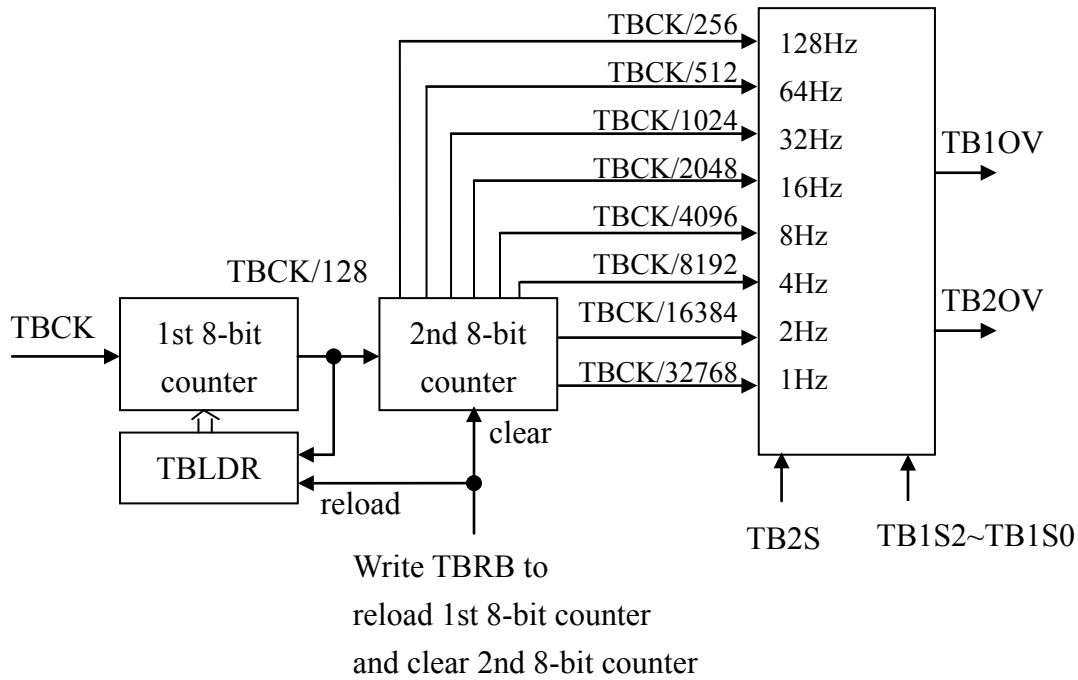 TBCK/256
128Hz
TBCK/512
64Hz
TBCK/1024
32Hz
TB1OV
TBCK/2048
16Hz
TBCK/4096
8Hz
TBCK/128
TBCK/8192
4Hz
TB2OV
TBCK
1st 8-bit
counter
2nd 8-bit
counter
TBCK/16384
2Hz
TBCK/32768
1Hz
clear
TBLDR
reload
TB2S
TB1S2~TB1S0
Write TBRB to
reload 1st 8-bit counter
and clear 2nd 8-bit counter